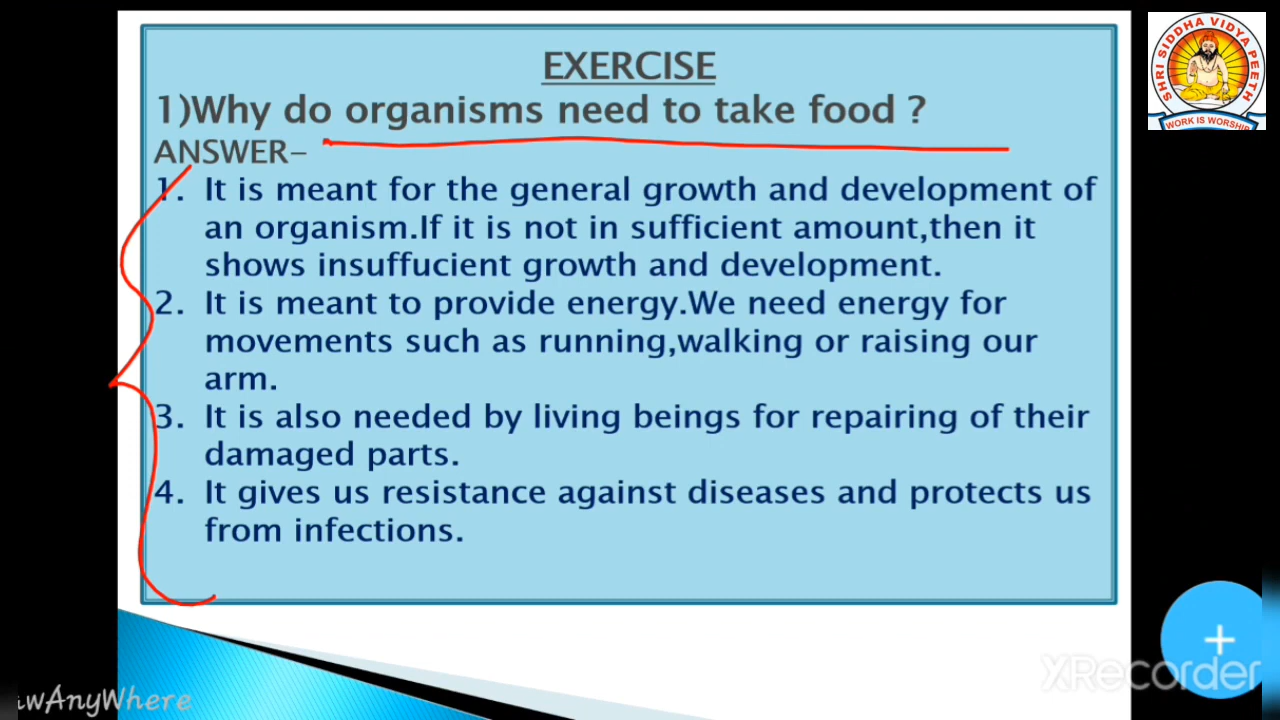 EXERCISE
1)Why do organisms need to take food ?
ANSWER-
1. It is meant for the general growth and development of
an organism.If it is not in sufficient amount,then it
shows insuffucient growth and development.
2. It is meant to provide energy.We need energy for
movements such as running,walking or raising our
arm.
3. It is also needed by living beings for repairing of their
damaged parts.
4. It gives us resistance against diseases and protects us
from infections.
SHRI SIDDHA VIDYA PEETH
WORK IS WORSHIP
+
XRecorder
AnyWhere